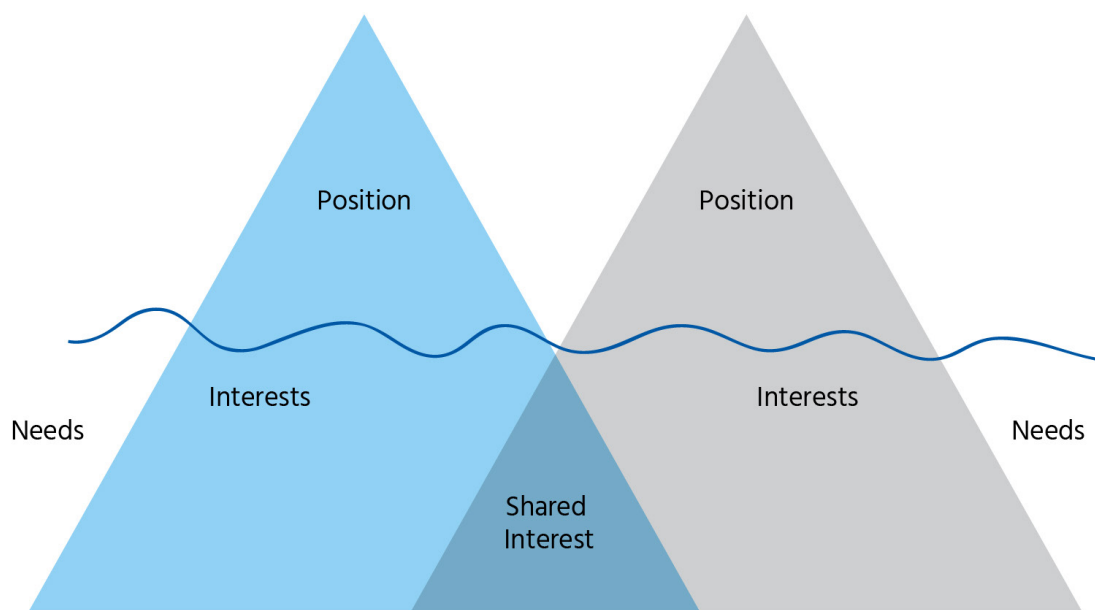 Position
Position
Interests
Interests
Needs
Needs
Shared
Interest